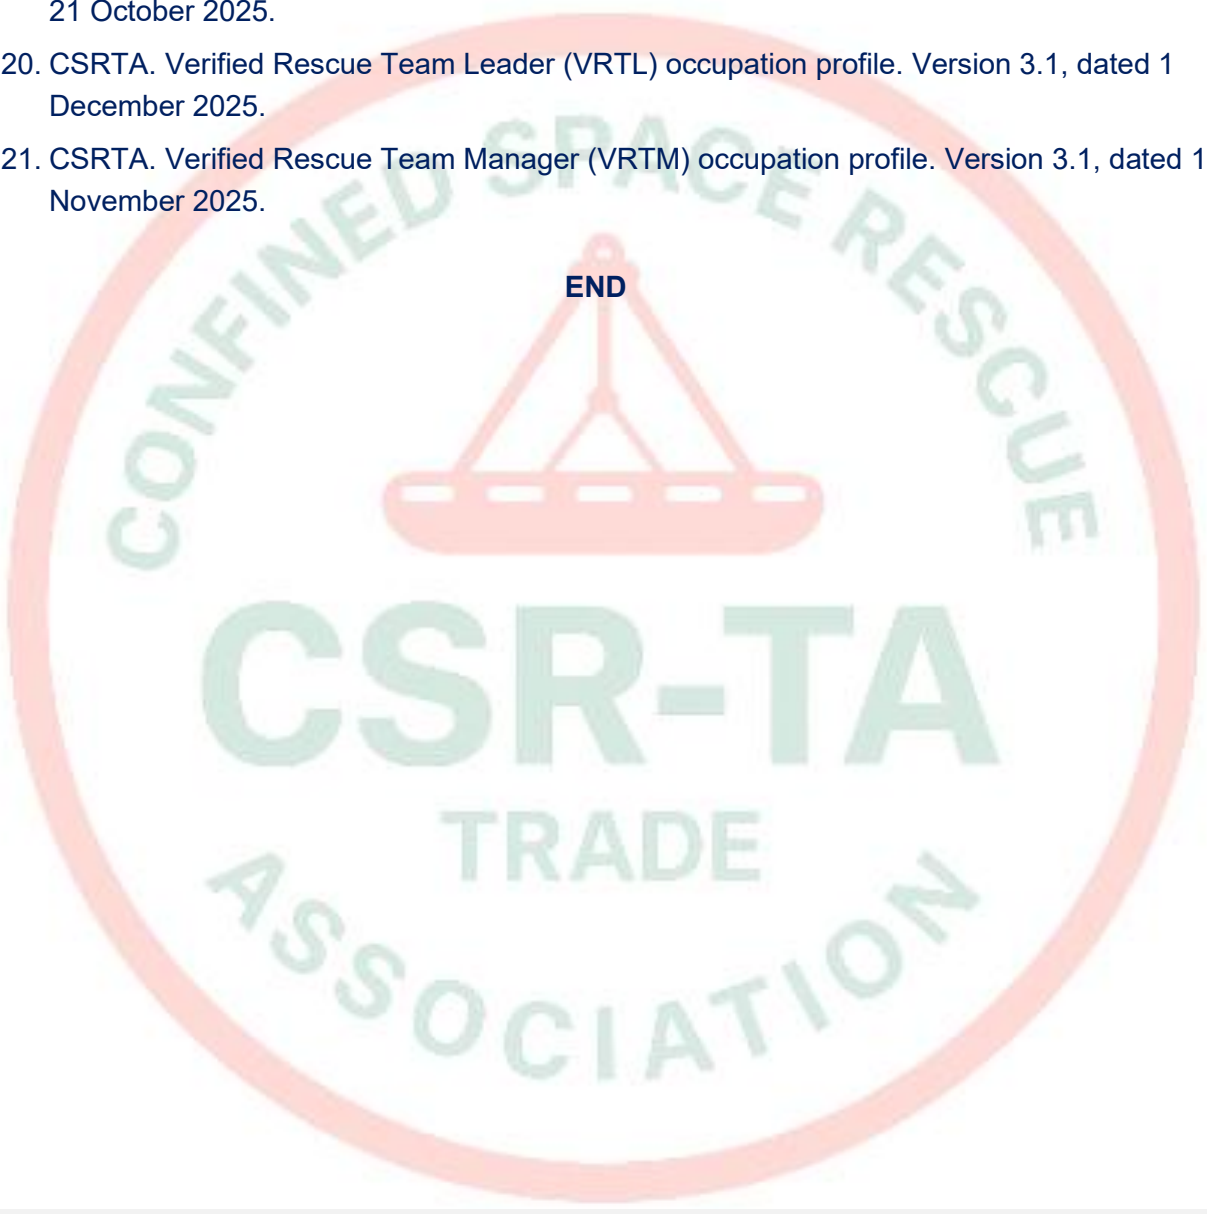 21 October 2025.
20. CSRTA. Verified Rescue Team Leader (VRTL) occupation profile. Version 3.1, dated 1
December 2025.
21. CSRTA. Verified Rescue Team Manager (VRTM) occupation profile. Version 3.1, dated 1
November 2025.
END
CONFINED SPACE RESCUE
CSR-TA
TRADE
ASSOCIATION